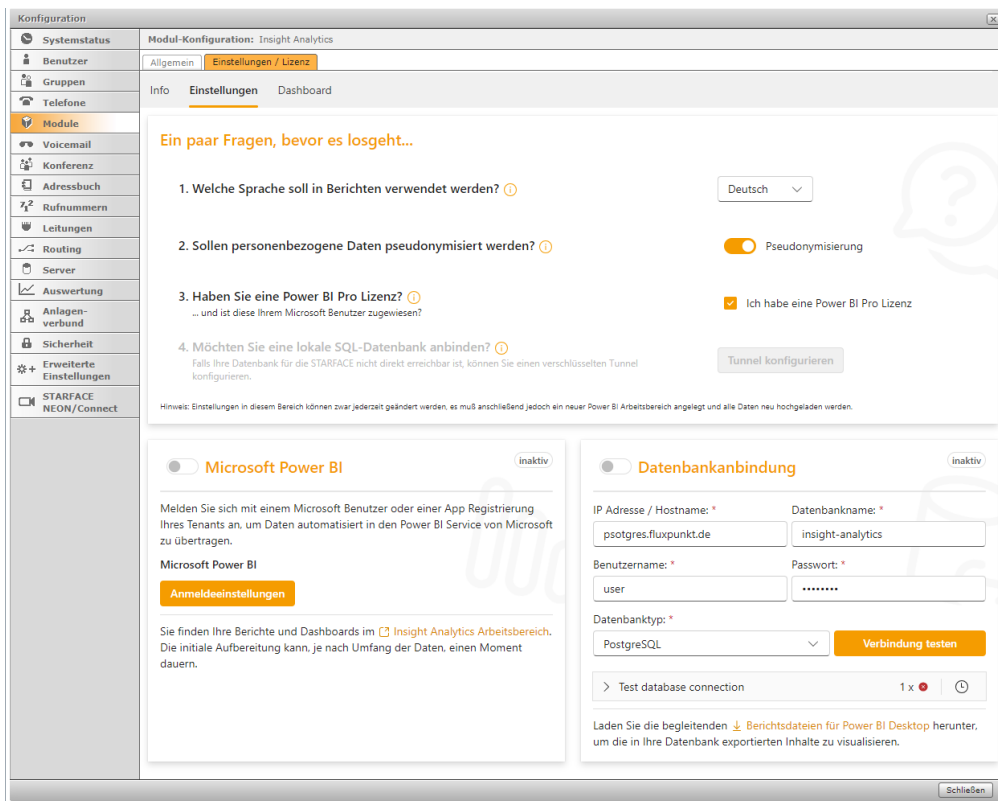 Konfiguration
Systemstatus
Benutzer
Gruppen
Telefone
Module
Voicemail
Konferenz
Adressbuch
Rufnummern
Leitungen
Routing
Server
Auswertung
Anlagen-
verbund
Sicherheit
Erweiterte
Einstellungen
STARFACE
NEON/Connect
Modul-Konfiguration: Insight Analytics
Allgemein Einstellungen / Lizenz
Info Einstellungen Dashboard
Ein paar Fragen, bevor es losgeht...
1. Welche Sprache soll in Berichten verwendet werden? Deutsch
2. Sollen personenbezogene Daten pseudonymisiert werden? Pseudonymisierung
3. Haben Sie eine Power BI Pro Lizenz? Ich habe eine Power BI Pro Lizenz
... und ist diese Ihrem Microsoft Benutzer zugewiesen?
4. Möchten Sie eine lokale SQL-Datenbank anbinden? Tunnel konfigurieren
Falls Ihre Datenbank für die STARFACE nicht direkt erreichbar ist, können Sie einen verschlüsselten Tunnel
konfigurieren.
Hinweis: Einstellungen in diesem Bereich können zwar jederzeit geändert werden, es muß anschließend jedoch ein neuer Power BI Arbeitsbereich angelegt und alle Daten neu hochgeladen werden.
Microsoft Power BI inaktiv
Melden Sie sich mit einem Microsoft Benutzer oder einer App Registrierung
Ihres Tenants an, um Daten automatisiert in den Power BI Service von Microsoft
zu übertragen.
Microsoft Power BI
Anmeldeeinstellungen
Sie finden Ihre Berichte und Dashboards im Insight Analytics Arbeitsbereich.
Die initiale Aufbereitung kann, je nach Umfang der Daten, einen Moment
dauern.
Datenbankanbindung inaktiv
IP Adresse / Hostname: * Datenbankname: *
psotgres.fluxpunkt.de insight-analytics
Benutzername: * Passwort: *
user ••••••••
Datenbanktyp: *
PostgreSQL Verbindung testen
Test database connection 1 x
Laden Sie die begleitenden Berichtsdateien für Power BI Desktop herunter,
um die in Ihre Datenbank exportierten Inhalte zu visualisieren.
Schließen